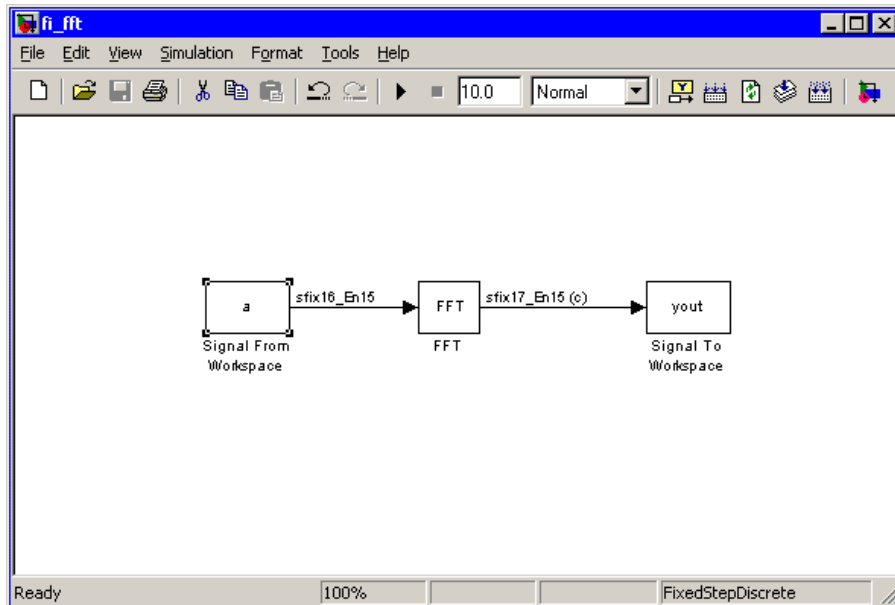 fi_fft
File Edit View Simulation Format Tools Help
10.0 Normal
a sfix16_En15 FFT sfix17_En15 (c) yout
Signal From FFT Signal To
Workspace Workspace
Ready 100% FixedStepDiscrete